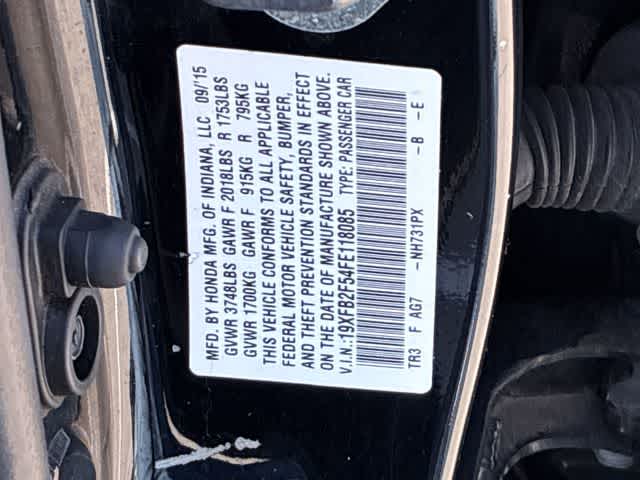 MFD. BY HONDA MFG. OF INDIANA, LLC 09/15
GVWR 3748LBS GAWR F 2018LBS R 1753LBS
GVWR 1700KG GAWR F 915KG R 795KG
THIS VEHICLE CONFORMS TO ALL APPLICABLE
FEDERAL MOTOR VEHICLE SAFETY, BUMPER,
AND THEFT PREVENTION STANDARDS IN EFFECT
ON THE DATE OF MANUFACTURE SHOWN ABOVE.
V.I.N.:19XFB2F54FE118085 TYPE: PASSENGER CAR
TR3 F AG7 -NH731PX -B -E